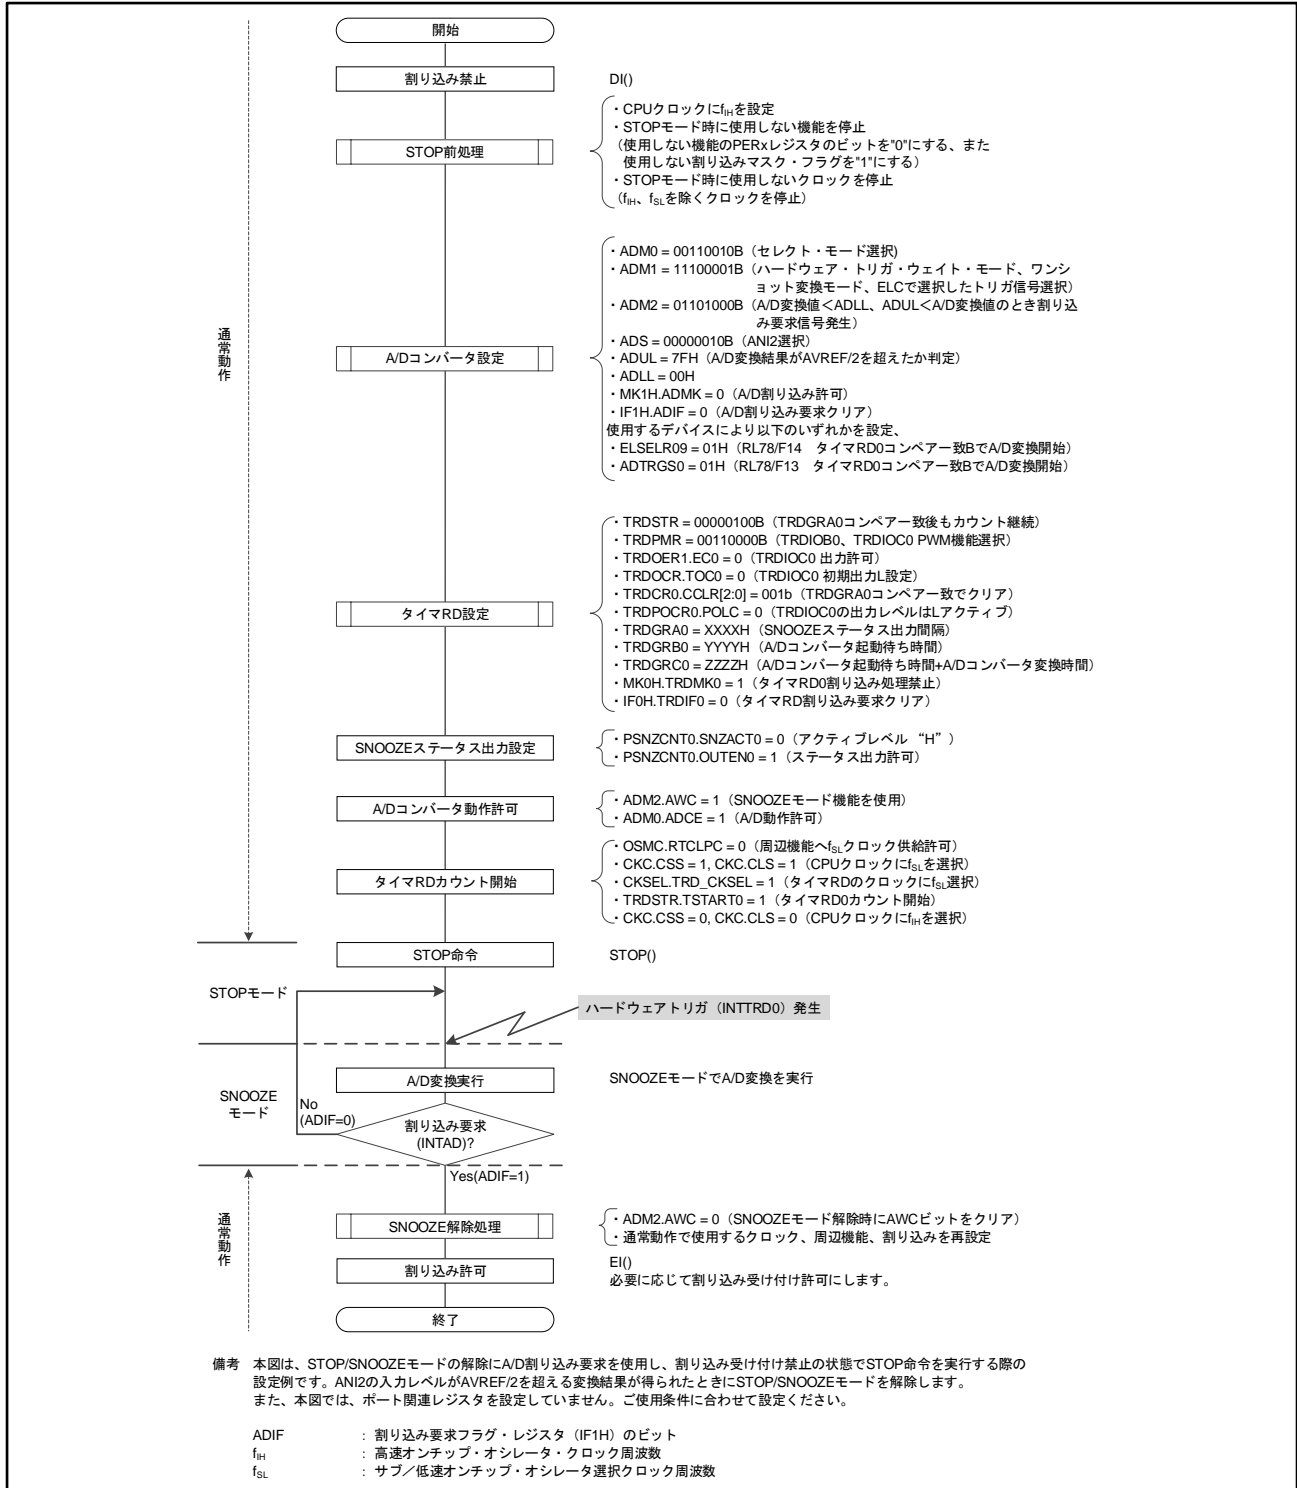 開始
割り込み禁止
DI()
STOP前処理
・CPUクロックにfIHを設定
・STOPモード時に使用しない機能を停止
（使用しない機能のPERxレジスタのビットを"0"にする、また
使用しない割り込みマスク・フラグを"1"にする）
・STOPモード時に使用しないクロックを停止
（fIH、fSLを除くクロックを停止）
通常動作
A/Dコンバータ設定
・ADM0 = 00110010B（セレクト・モード選択)
・ADM1 = 11100001B（ハードウェア・トリガ・ウェイト・モード、ワンシ
ョット変換モード、ELCで選択したトリガ信号選択）
・ADM2 = 01101000B（A/D変換値＜ADLL、ADUL＜A/D変換値のとき割り込
み要求信号発生）
・ADS = 00000010B（ANI2選択）
・ADUL = 7FH（A/D変換結果がAVREF/2を超えたか判定）
・ADLL = 00H
・MK1H.ADMK = 0（A/D割り込み許可）
・IF1H.ADIF = 0（A/D割り込み要求クリア）
使用するデバイスにより以下のいずれかを設定、
・ELSELR09 = 01H（RL78/F14　タイマRD0コンペアー致BでA/D変換開始）
・ADTRGS0 = 01H（RL78/F13　タイマRD0コンペアー致BでA/D変換開始）
タイマRD設定
・TRDSTR = 00000100B（TRDGRA0コンペアー致後もカウント継続）
・TRDPMR = 00110000B（TRDIOB0、TRDIOC0 PWM機能選択）
・TRDOER1.EC0 = 0（TRDIOC0 出力許可）
・TRDOCR.TOC0 = 0（TRDIOC0 初期出力L設定）
・TRDCR0.CCLR[2:0] = 001b（TRDGRA0コンペアー致でクリア）
・TRDPOCR0.POLC = 0（TRDIOC0の出力レベルはLアクティブ）
・TRDGRA0 = XXXXH（SNOOZEステータス出力間隔）
・TRDGRB0 = YYYYH（A/Dコンバータ起動待ち時間）
・TRDGRC0 = ZZZZH（A/Dコンバータ起動待ち時間+A/Dコンバータ変換時間）
・MK0H.TRDMK0 = 1（タイマRD0割り込み処理禁止）
・IF0H.TRDIF0 = 0（タイマRD割り込み要求クリア）
SNOOZEステータス出力設定
・PSNZCNT0.SNZACT0 = 0（アクティブレベル “H”）
・PSNZCNT0.OUTEN0 = 1（ステータス出力許可）
A/Dコンバータ動作許可
・ADM2.AWC = 1（SNOOZEモード機能を使用）
・ADM0.ADCE = 1（A/D動作許可）
タイマRDカウント開始
・OSMC.RTCLPC = 0（周辺機能へfSLクロック供給許可）
・CKC.CSS = 1, CKC.CLS = 1（CPUクロックにfSLを選択）
・CKSEL.TRD_CKSEL = 1（タイマRDのクロックにfSL選択）
・TRDSTR.TSTART0 = 1（タイマRD0カウント開始）
・CKC.CSS = 0, CKC.CLS = 0（CPUクロックにfIHを選択）
STOP命令
STOP()
STOPモード
ハードウェアトリガ（INTTRD0）発生
A/D変換実行
SNOOZEモードでA/D変換を実行
SNOOZE
モード
No
(ADIF=0)
割り込み要求
(INTAD)?
Yes(ADIF=1)
通常動作
SNOOZE解除処理
・ADM2.AWC = 0（SNOOZEモード解除時にAWCビットをクリア）
・通常動作で使用するクロック、周辺機能、割り込みを再設定
割り込み許可
EI()
必要に応じて割り込み受け付け許可にします。
終了
備考　本図は、STOP/SNOOZEモードの解除にA/D割り込み要求を使用し、割り込み受け付け禁止の状態でSTOP命令を実行する際の
設定例です。ANI2の入力レベルがAVREF/2を超える変換結果が得られたときにSTOP/SNOOZEモードを解除します。
また、本図では、ポート関連レジスタを設定していません。ご使用条件に合わせて設定ください。
ADIF　：割り込み要求フラグ・レジスタ（IF1H）のビット
fIH　：高速オンチップ・オシレータ・クロック周波数
fSL　：サブ／低速オンチップ・オシレータ選択クロック周波数